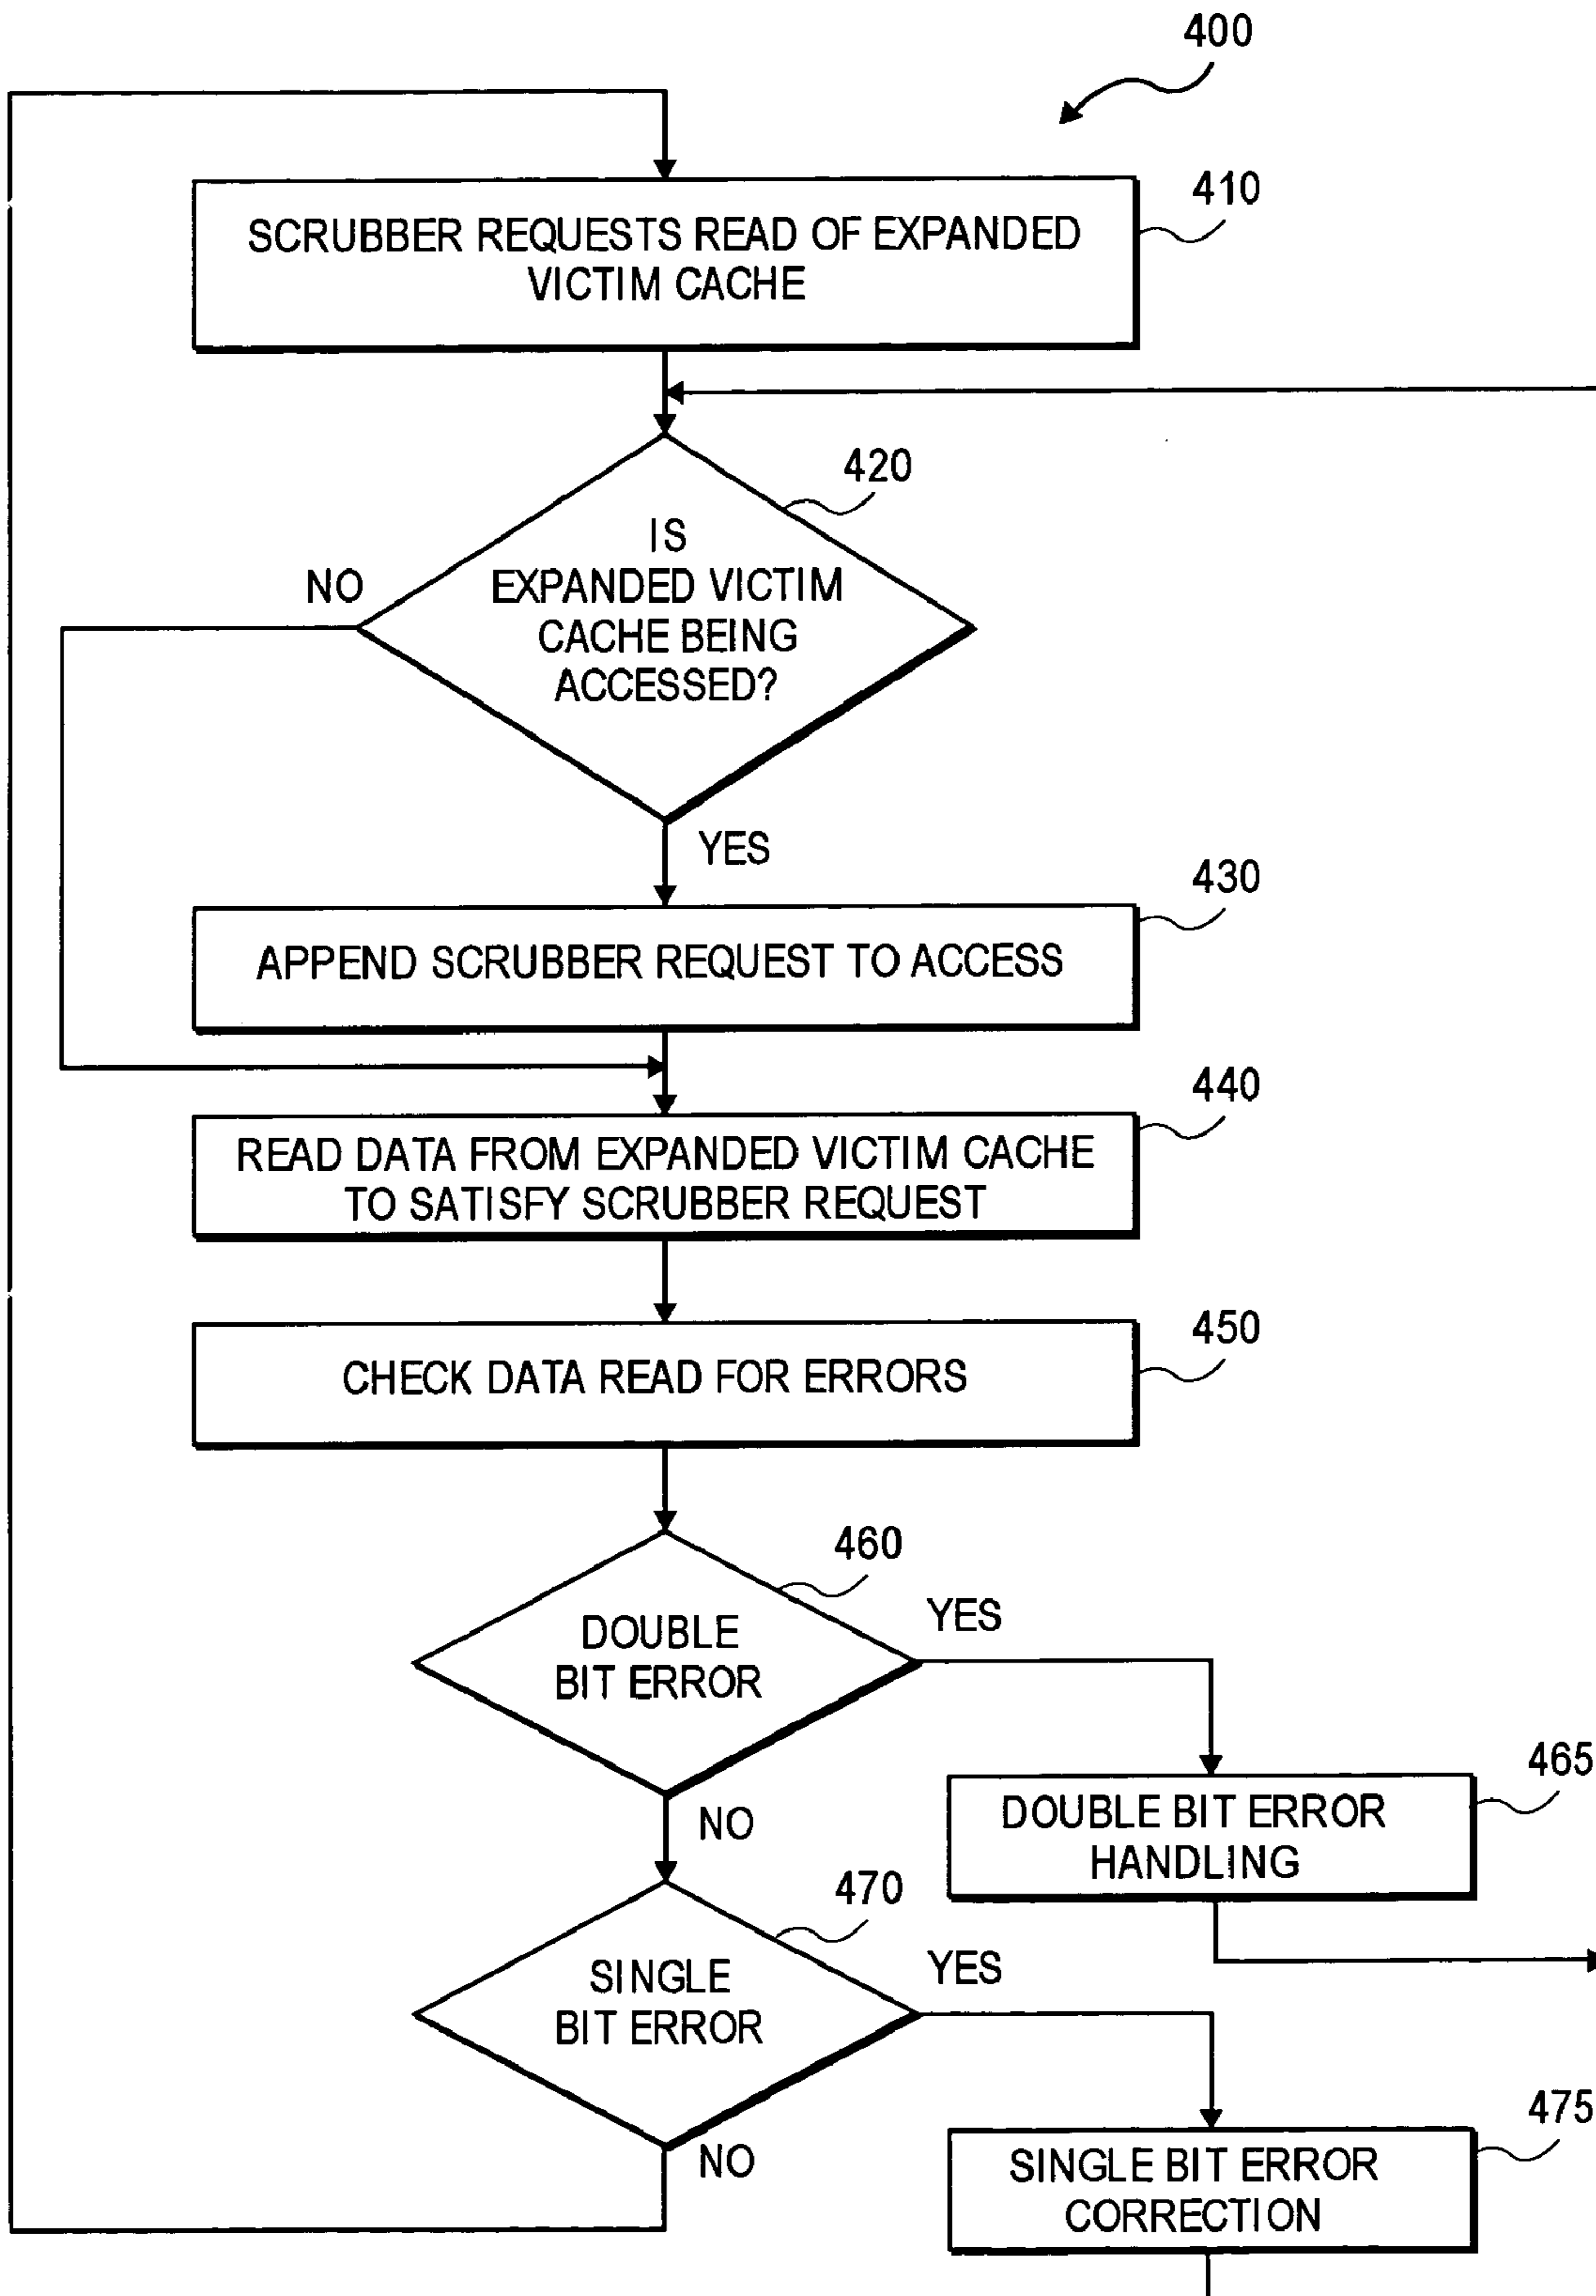 400
410
SCRUBBER REQUESTS READ OF EXPANDED
VICTIM CACHE
420
IS
EXPANDED VICTIM
CACHE BEING
ACCESSED?
NO
YES
430
APPEND SCRUBBER REQUEST TO ACCESS
440
READ DATA FROM EXPANDED VICTIM CACHE
TO SATISFY SCRUBBER REQUEST
450
CHECK DATA READ FOR ERRORS
460
DOUBLE
BIT ERROR
YES
NO
465
DOUBLE BIT ERROR
HANDLING
470
SINGLE
BIT ERROR
YES
NO
475
SINGLE BIT ERROR
CORRECTION